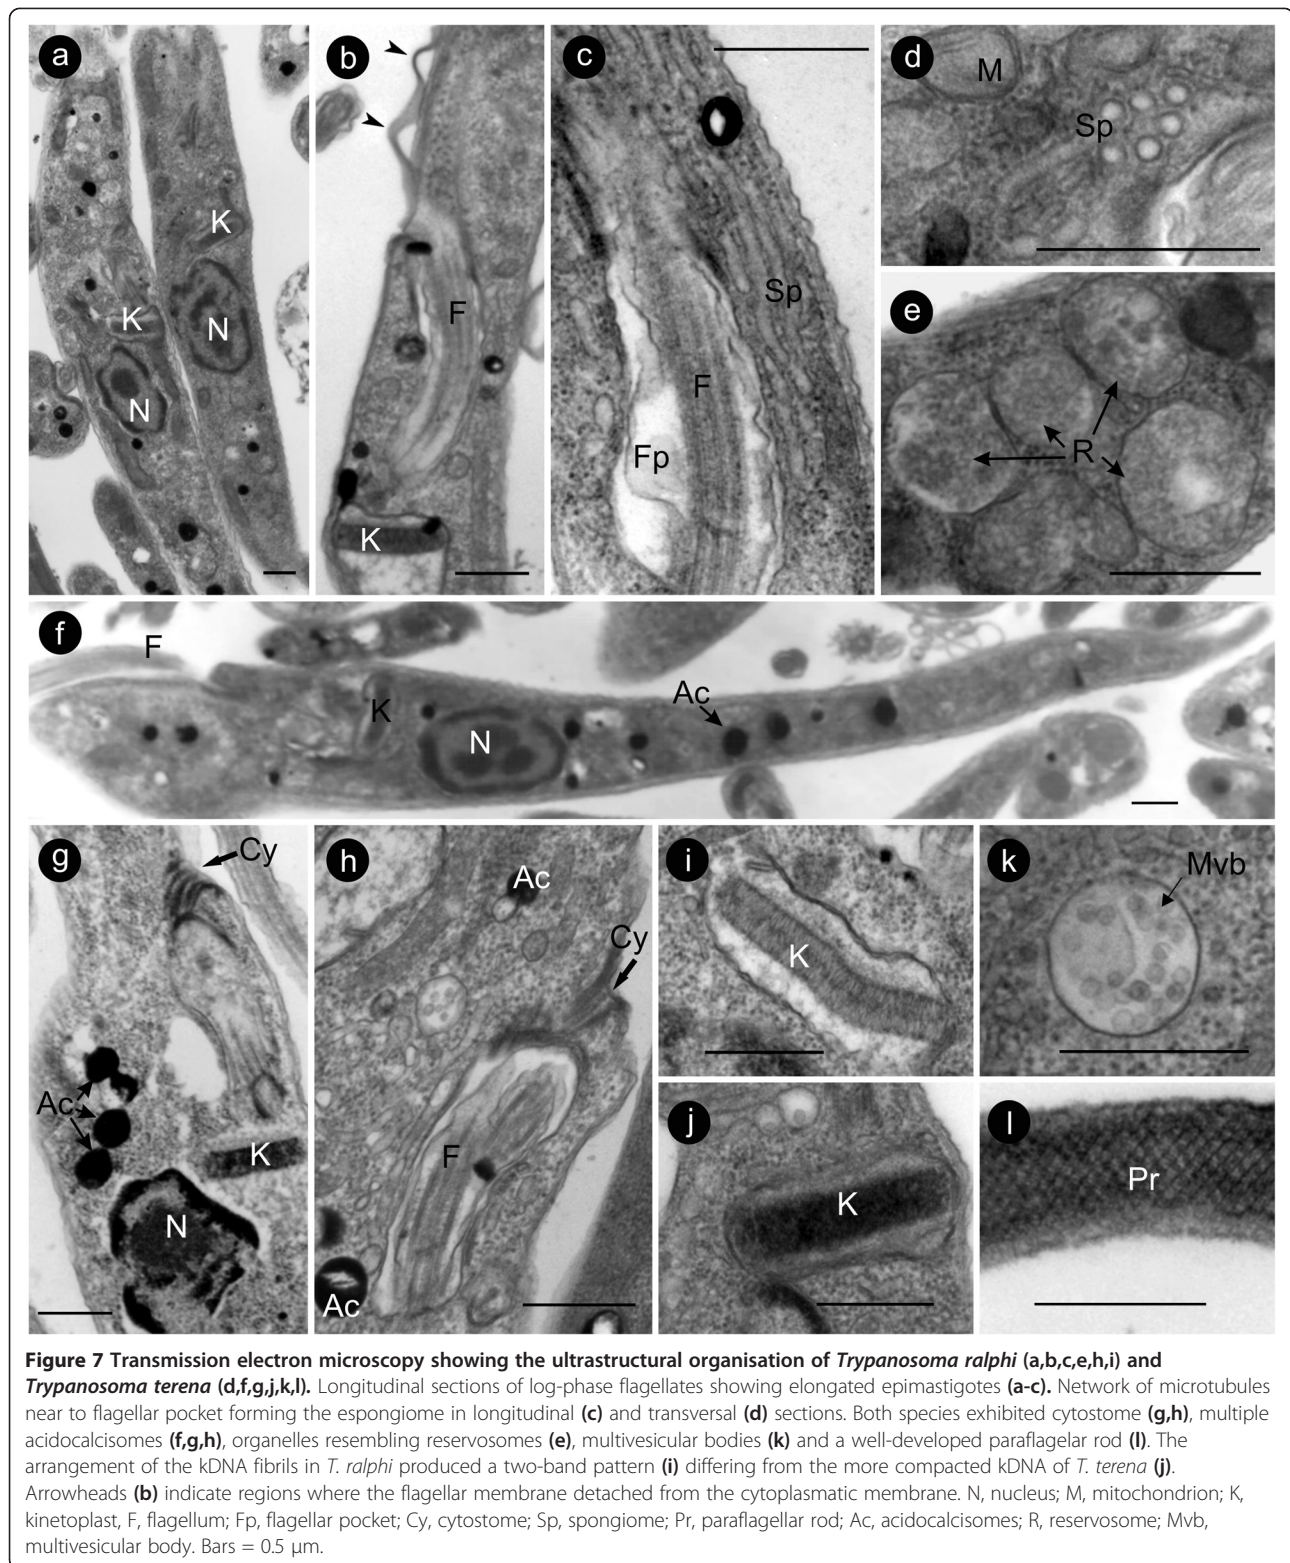 a
K
K
N
N
b
F
K
c
Sp
F
Fp
d
M
Sp
e
R
f
F
K
N
Ac
g
Cy
Ac
K
N
h
Ac
Cy
F
Ac
i
K
j
K
k
Mvb
l
Pr
Figure 7 Transmission electron microscopy showing the ultrastructural organisation of Trypanosoma ralphi (a,b,c,e,h,i) and
Trypanosoma terena (d,f,g,j,k,l). Longitudinal sections of log-phase flagellates showing elongated epimastigotes (a-c). Network of microtubules
near to flagellar pocket forming the espongiome in longitudinal (c) and transversal (d) sections. Both species exhibited cytostome (g,h), multiple
acidocalcisomes (f,g,h), organelles resembling reservosomes (e), multivesicular bodies (k) and a well-developed paraflagelar rod (l). The
arrangement of the kDNA fibrils in T. ralphi produced a two-band pattern (i) differing from the more compacted kDNA of T. terena (j).
Arrowheads (b) indicate regions where the flagellar membrane detached from the cytoplasmatic membrane. N, nucleus; M, mitochondrion; K,
kinetoplast, F, flagellum; Fp, flagellar pocket; Cy, cytostome; Sp, spongiome; Pr, paraflagellar rod; Ac, acidocalcisomes; R, reservosome; Mvb,
multivesicular body. Bars = 0.5 μm.